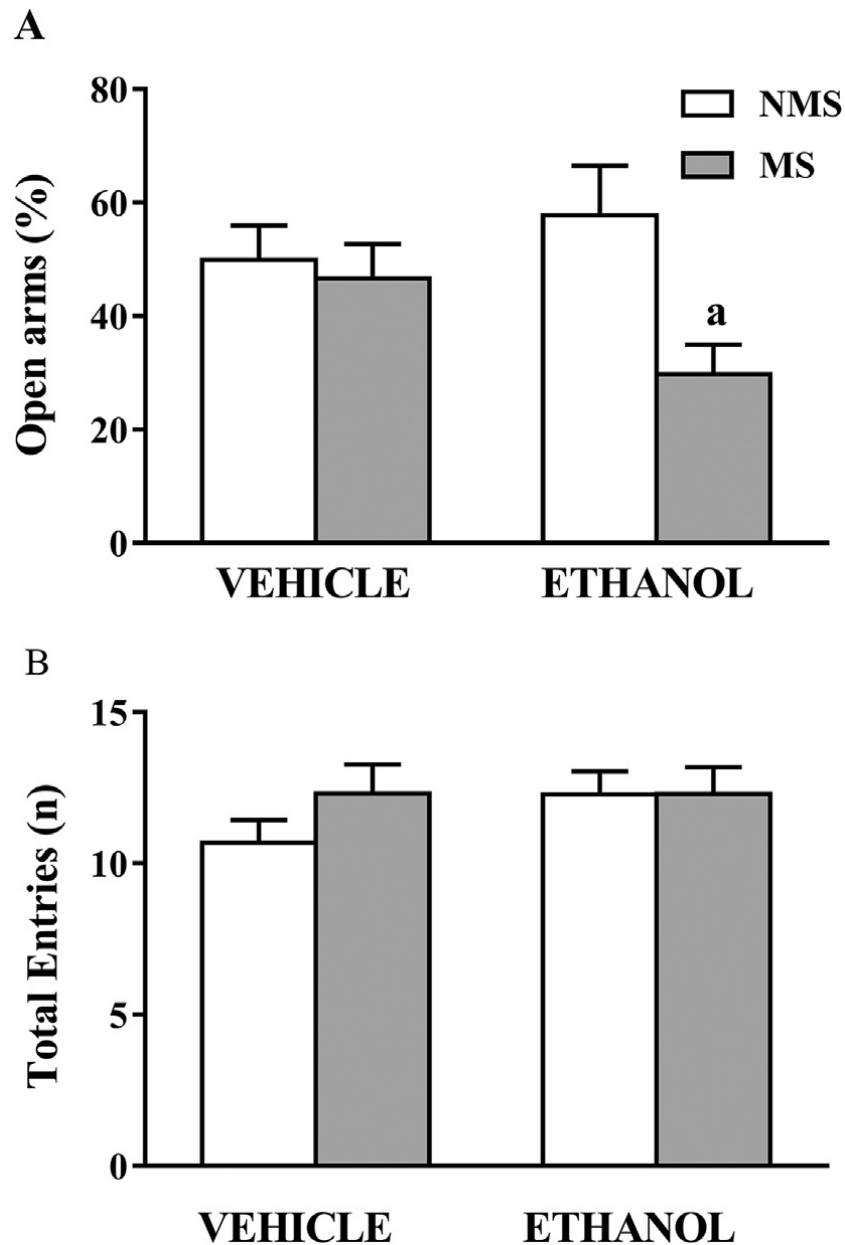 A
80
60
40
20
0
Open arms (%)
NMS
MS
a
VEHICLE ETHANOL
B
15
10
5
0
Total Entries (n)
VEHICLE ETHANOL